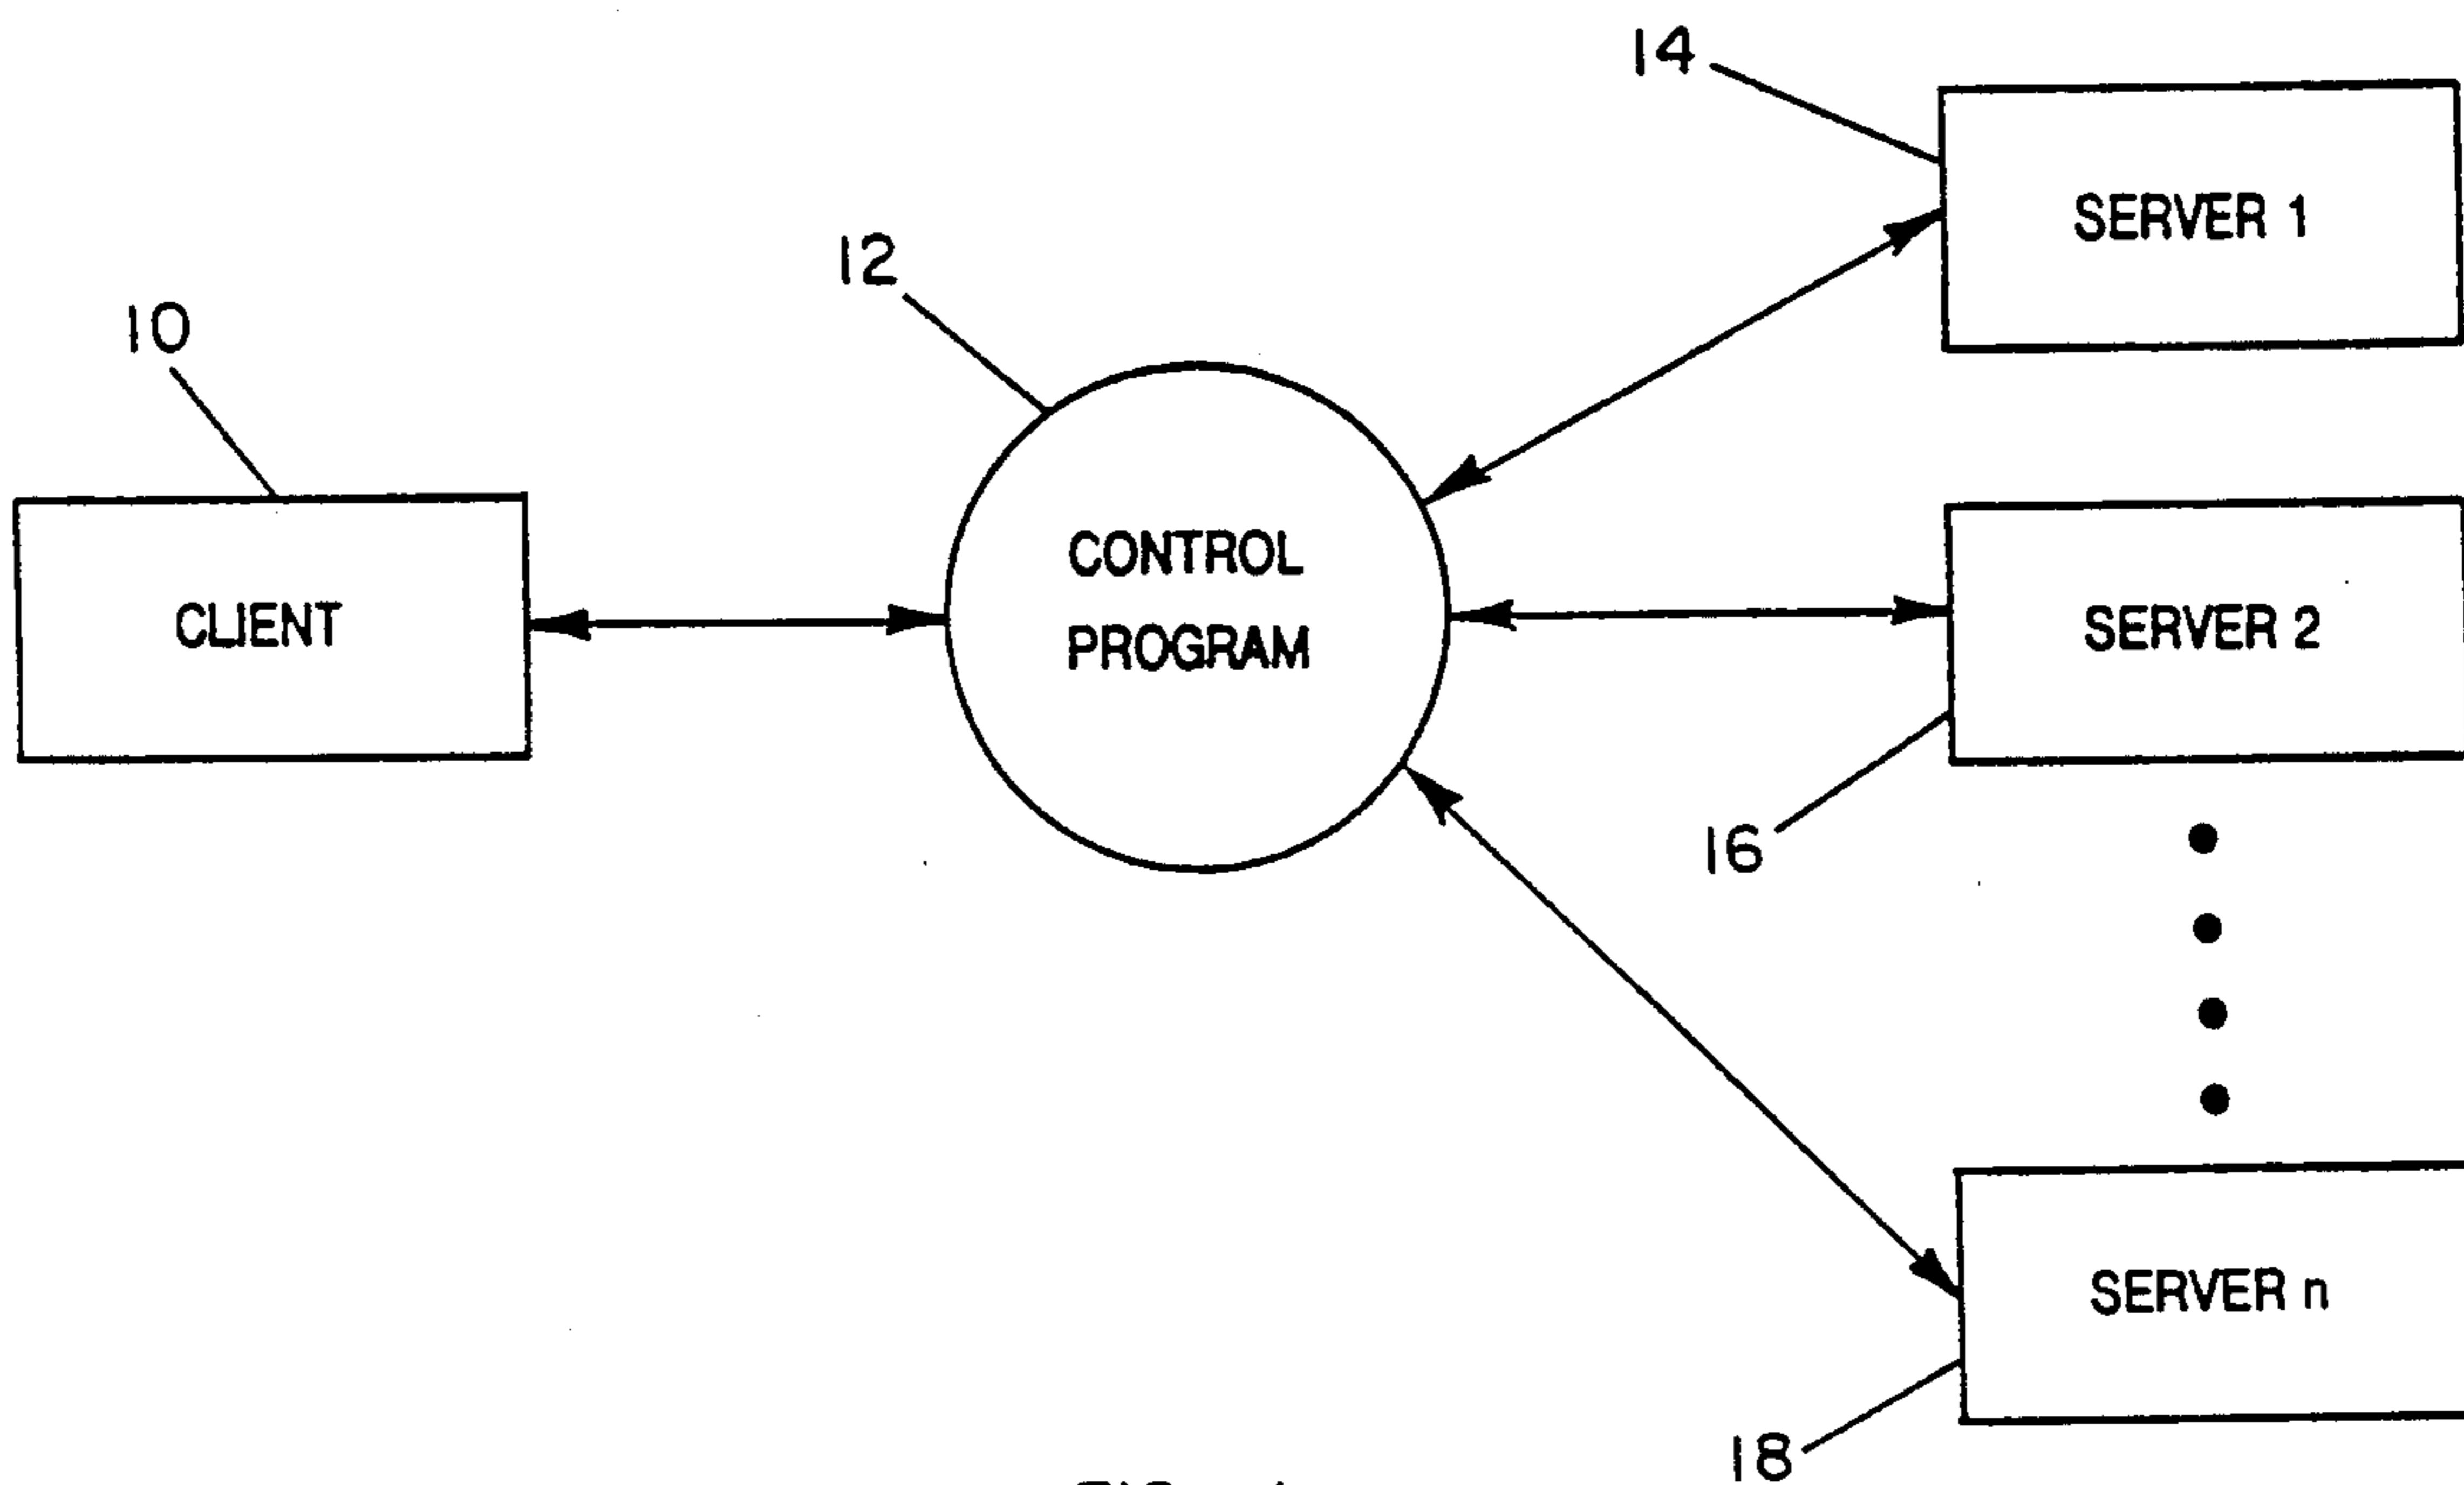 14
SERVER 1
12
10
CONTROL
PROGRAM
CLIENT
SERVER 2
16
SERVER n
18